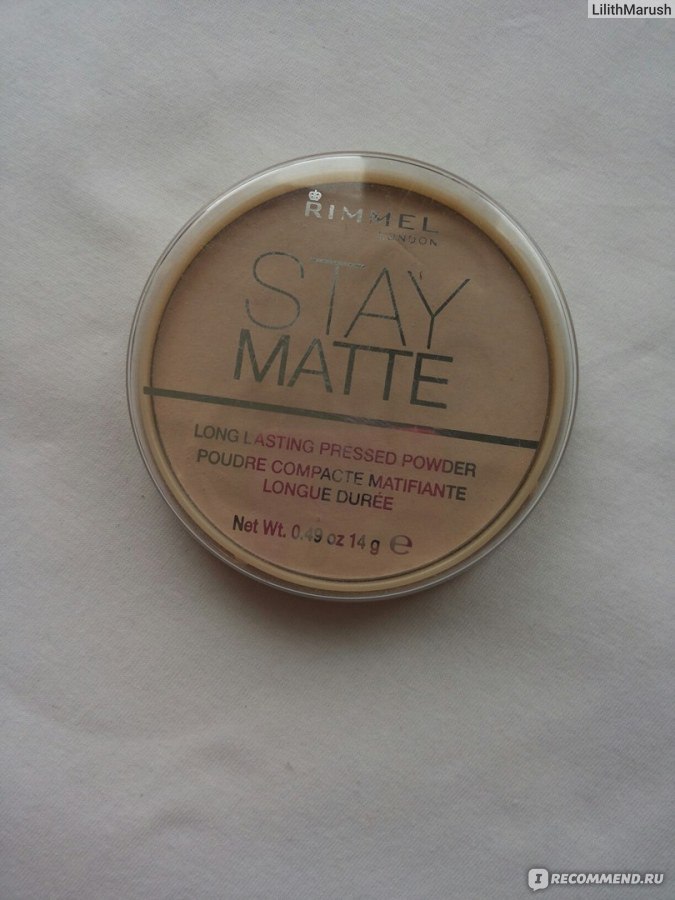 LilithMarush
RIMMEL
LONDON
STAY
MATTE
LONG LASTING PRESSED POWDER
POUDRE COMPACTE MATIFIANTE
LONGUE DURÉE
Net Wt. 0.49 oz 14 g e
IRECOMMEND.RU